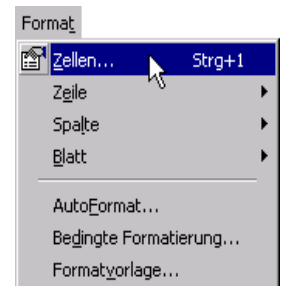 Format
Zellen... Strg+1
Zeile
Spalte
Blatt
AutoFormat...
Bedingte Formatierung...
Formatvorlage...